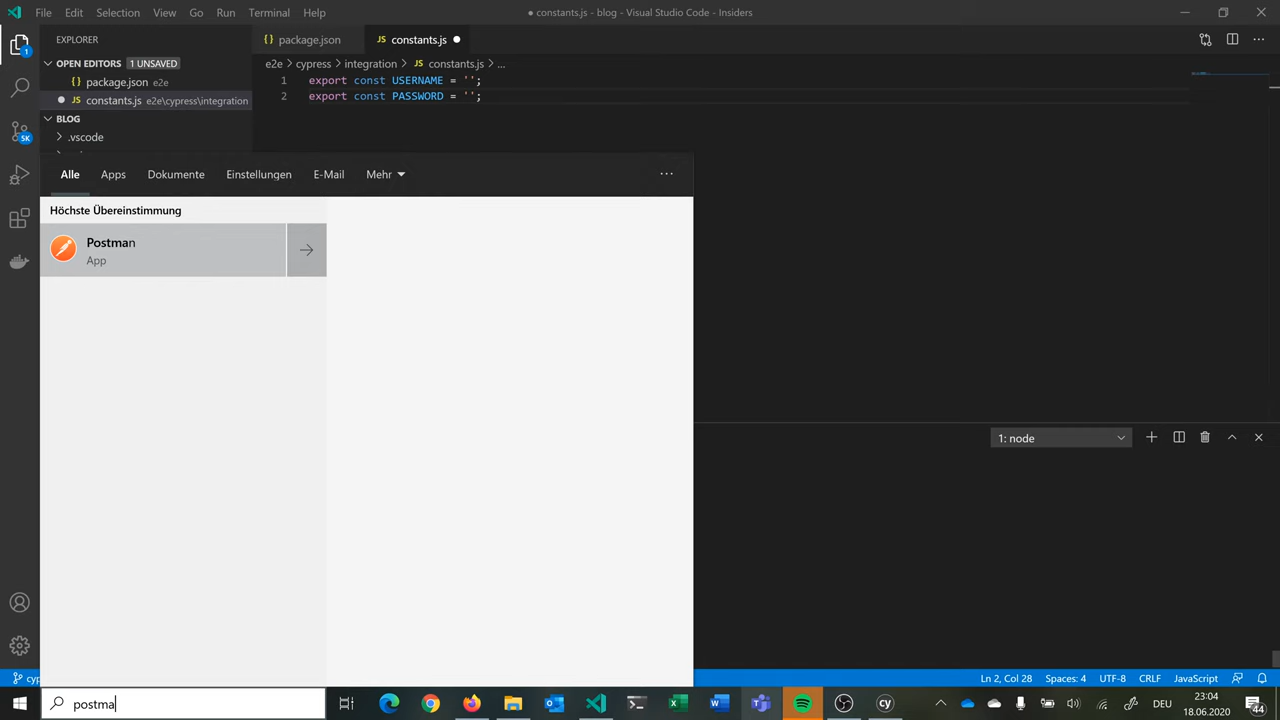 File Edit Selection View Go Run Terminal Help
constants.js - blog - Visual Studio Code - Insiders
EXPLORER
package.json
constants.js
OPEN EDITORS 1 UNSAVED
e2e > cypress > integration > JS constants.js > ...
package.json e2e
1 export const USERNAME = '';
JS constants.js e2e\cypress\integration
2 export const PASSWORD = '';
BLOG
.vscode
5K
1
Alle Apps Dokumente Einstellungen E-Mail Mehr
Höchste Übereinstimmung
Postman
App
1: node
cyp
Ln 2, Col 28 Spaces: 4 UTF-8 CRLF JavaScript
postma
cy
DEU
23:04
18.06.2020
44